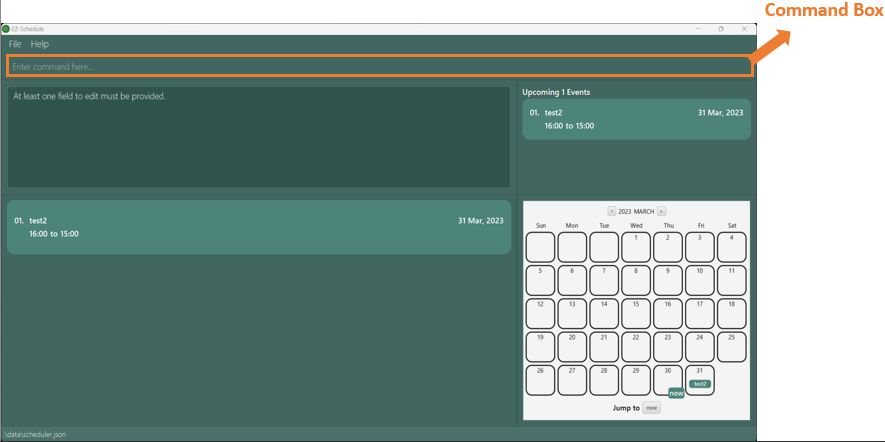 Command Box
EZ-Schedule
File Help
Enter command here...
At least one field to edit must be provided.
Upcoming 1 Events
01. test2 31 Mar, 2023
16:00 to 15:00
01. test2 31 Mar, 2023
16:00 to 15:00
2023 MARCH
Sun Mon Tue Wed Thu Fri Sat
1 2 3 4
5 6 7 8 9 10 11
12 13 14 15 16 17 18
19 20 21 22 23 24 25
26 27 28 29 30 31
test2
now
Jump to now
\data\scheduler.json